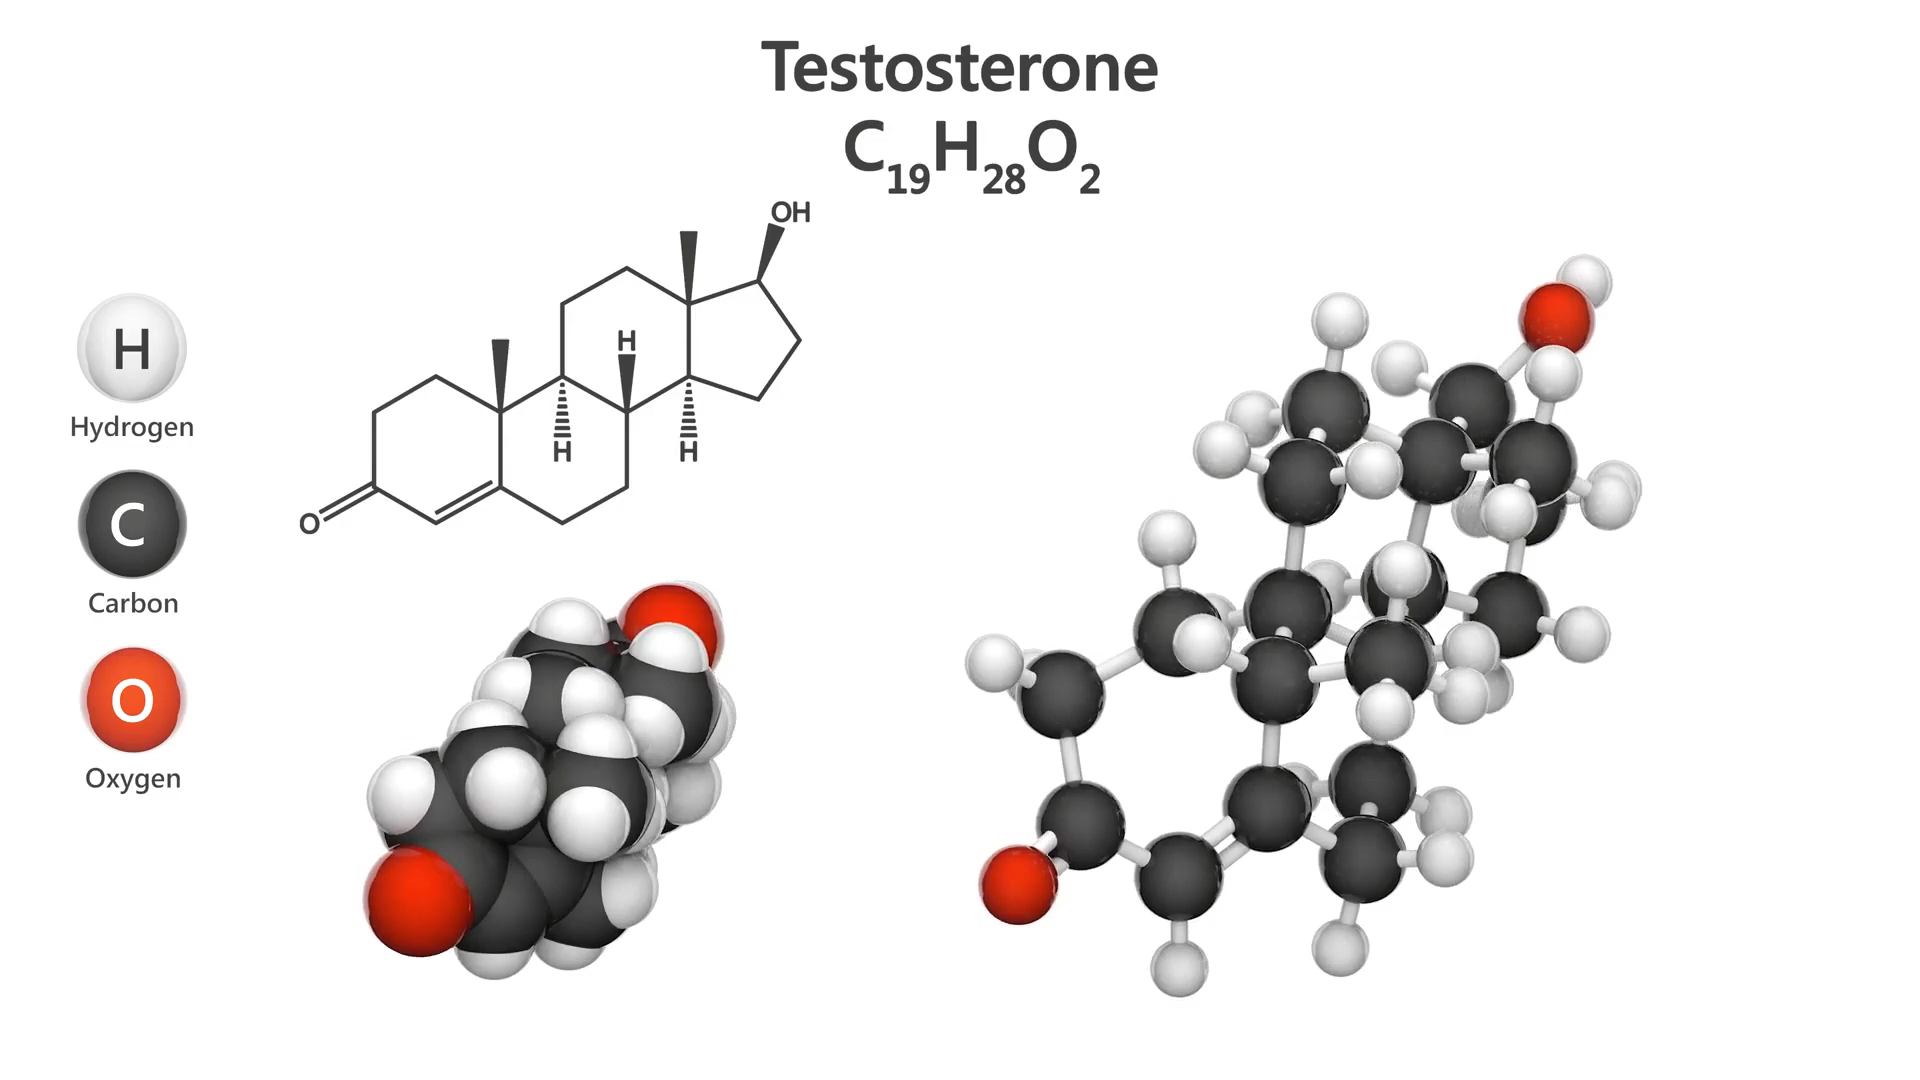 Testosterone
C₁₉H₂₈O₂
OH
H
H
H
O
H
Hydrogen
C
Carbon
O
Oxygen